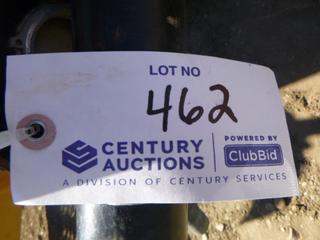 LOT NO
462
CENTURY
AUCTIONS
POWERED BY
ClubBid
A DIVISION OF CENTURY SERVICES